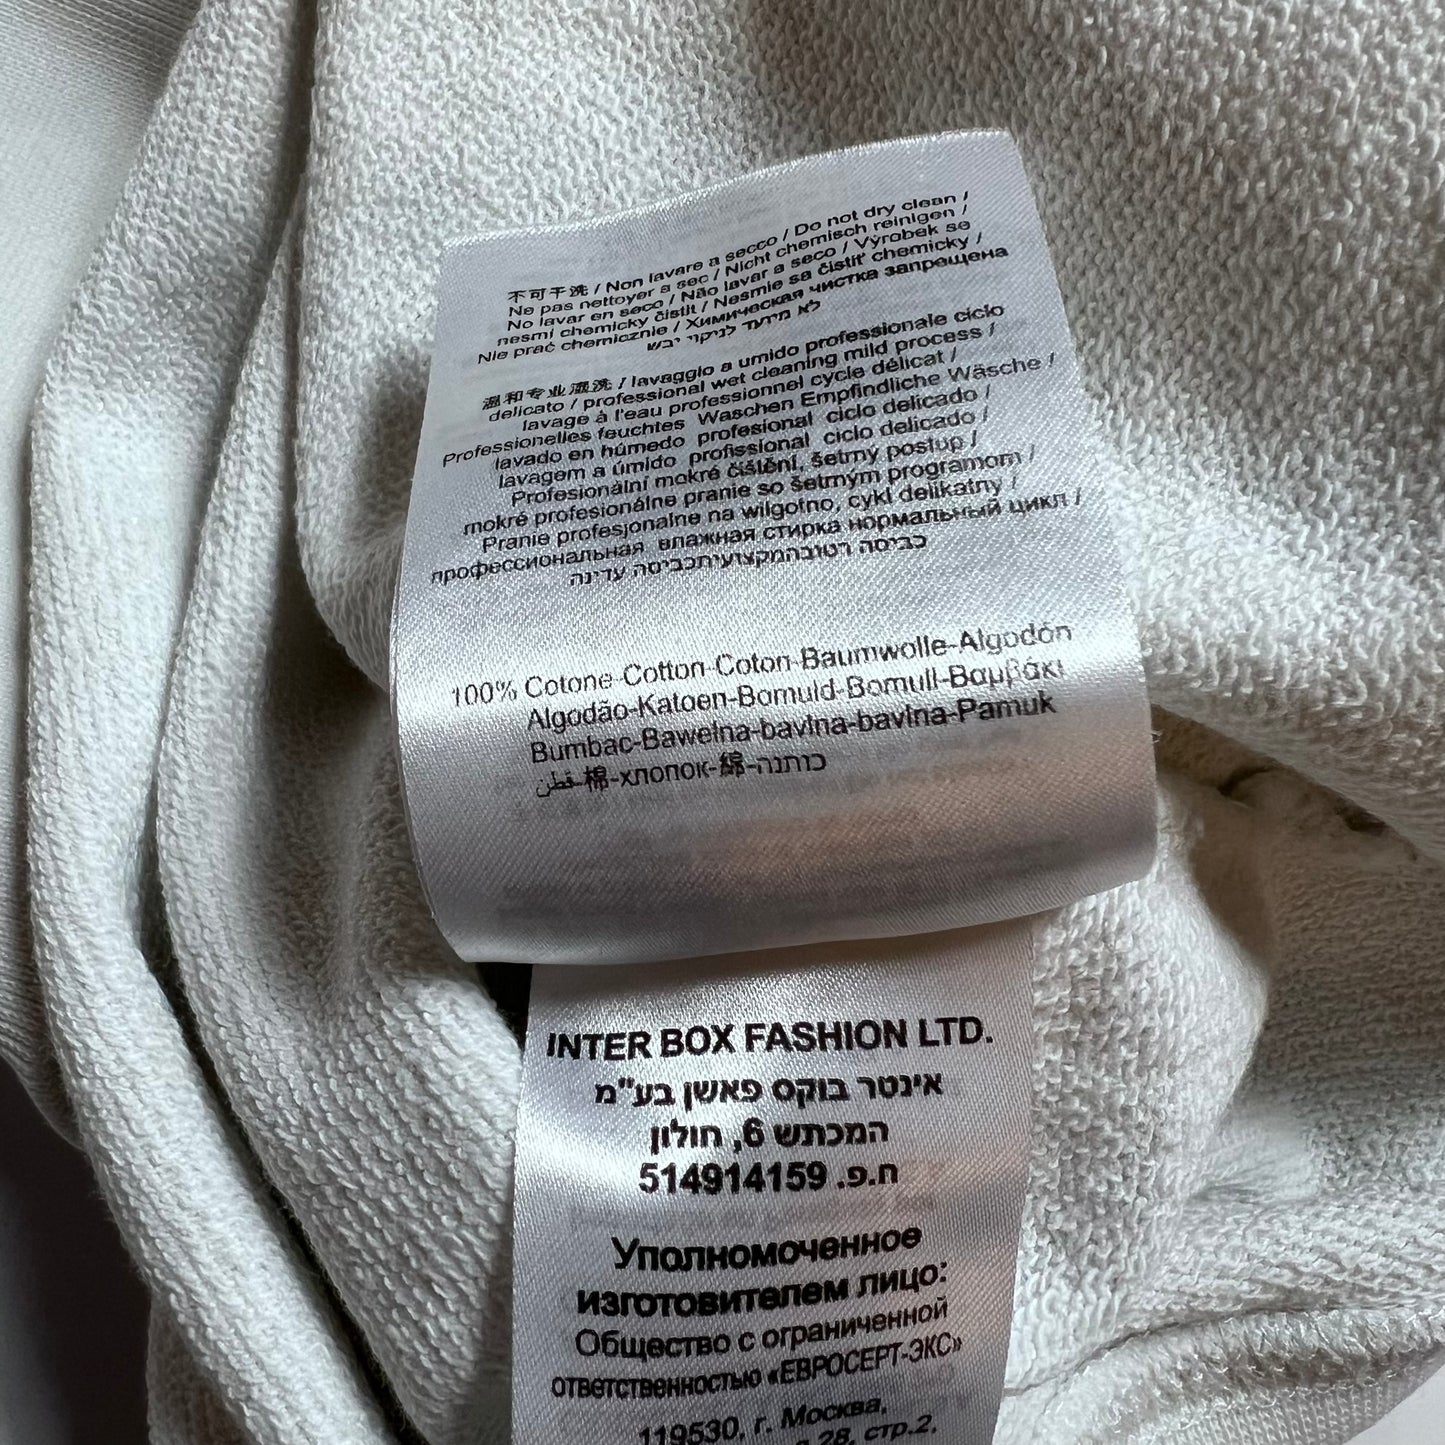 不可干洗 / Non lavare a secco / Do not dry clean /
Ne pas nettoyer a sec / Nicht chemisch reinigen /
No lavar en seco / Não lavar a seco / Výrobek se
nesmí chemicky čistit / Nesmie sa čistiť chemicky /
Nie prać chemicznie / Химическая чистка запрещена
לא מיועד לניקוי יבש
温和专业湿洗 / lavaggio a umido professionale ciclo
delicato / professional wet cleaning mild process /
lavage à l'eau professionnel cycle délicat /
Professionelles feuchtes Waschen Empfindliche Wäsche /
lavado en húmedo profesional ciclo delicado /
lavagem a úmido profissional ciclo delicado /
Profesionální mokré čištění, šetrný postup /
mokré profesionálne pranie so šetrným programom /
Pranie profesjonalne na wilgotno, cykl delikatny /
профессиональная влажная стирка нормальный цикл /
כביסה רטובהמקצועיתכביסה עדינה
100% Cotone-Cotton-Coton-Baumwolle-Algodón
Algodão-Katoen-Bomuld-Bomull-Βαμβάκι
Bumbac-Bawełna-bavlna-bavlna-Pamuk
قطن-棉-хлопок-綿-כותנה
INTER BOX FASHION LTD.
אינטר בוקס פאשן בע"מ
המכתש 6, חולון
ח.פ. 514914159
Уполномоченное
изготовителем лицо:
Общество с ограниченной
ответственностью «ЕВРОСЕРТ-ЭКС»
119530, г. Москва,
28, стр.2,